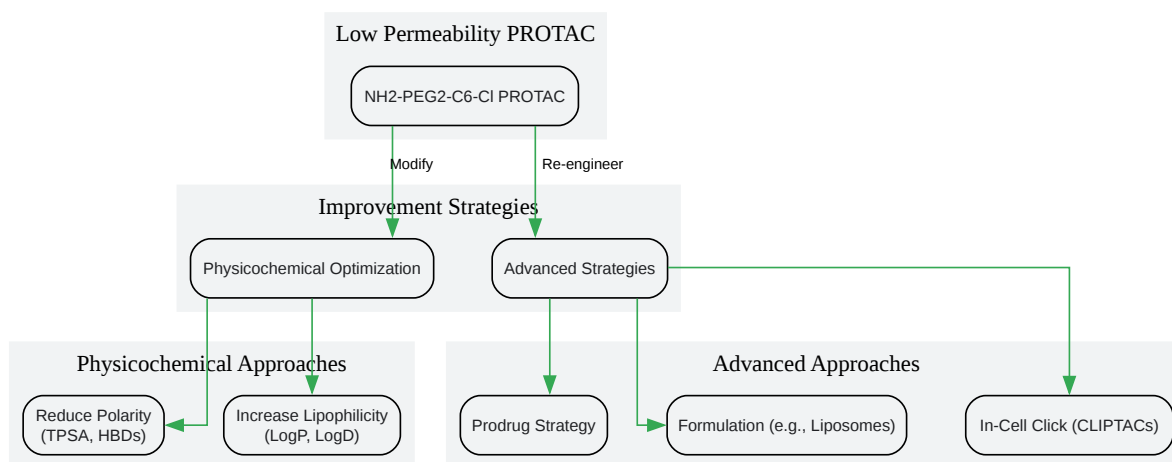 Low Permeability PROTAC
NH2-PEG2-C6-Cl PROTAC
Modify
Re-engineer
Improvement Strategies
Physicochemical Optimization
Advanced Strategies
Physicochemical Approaches
Advanced Approaches
Reduce Polarity
(TPSA, HBDs)
Increase Lipophilicity
(LogP, LogD)
Prodrug Strategy
Formulation (e.g., Liposomes)
In-Cell Click (CLIPTACs)